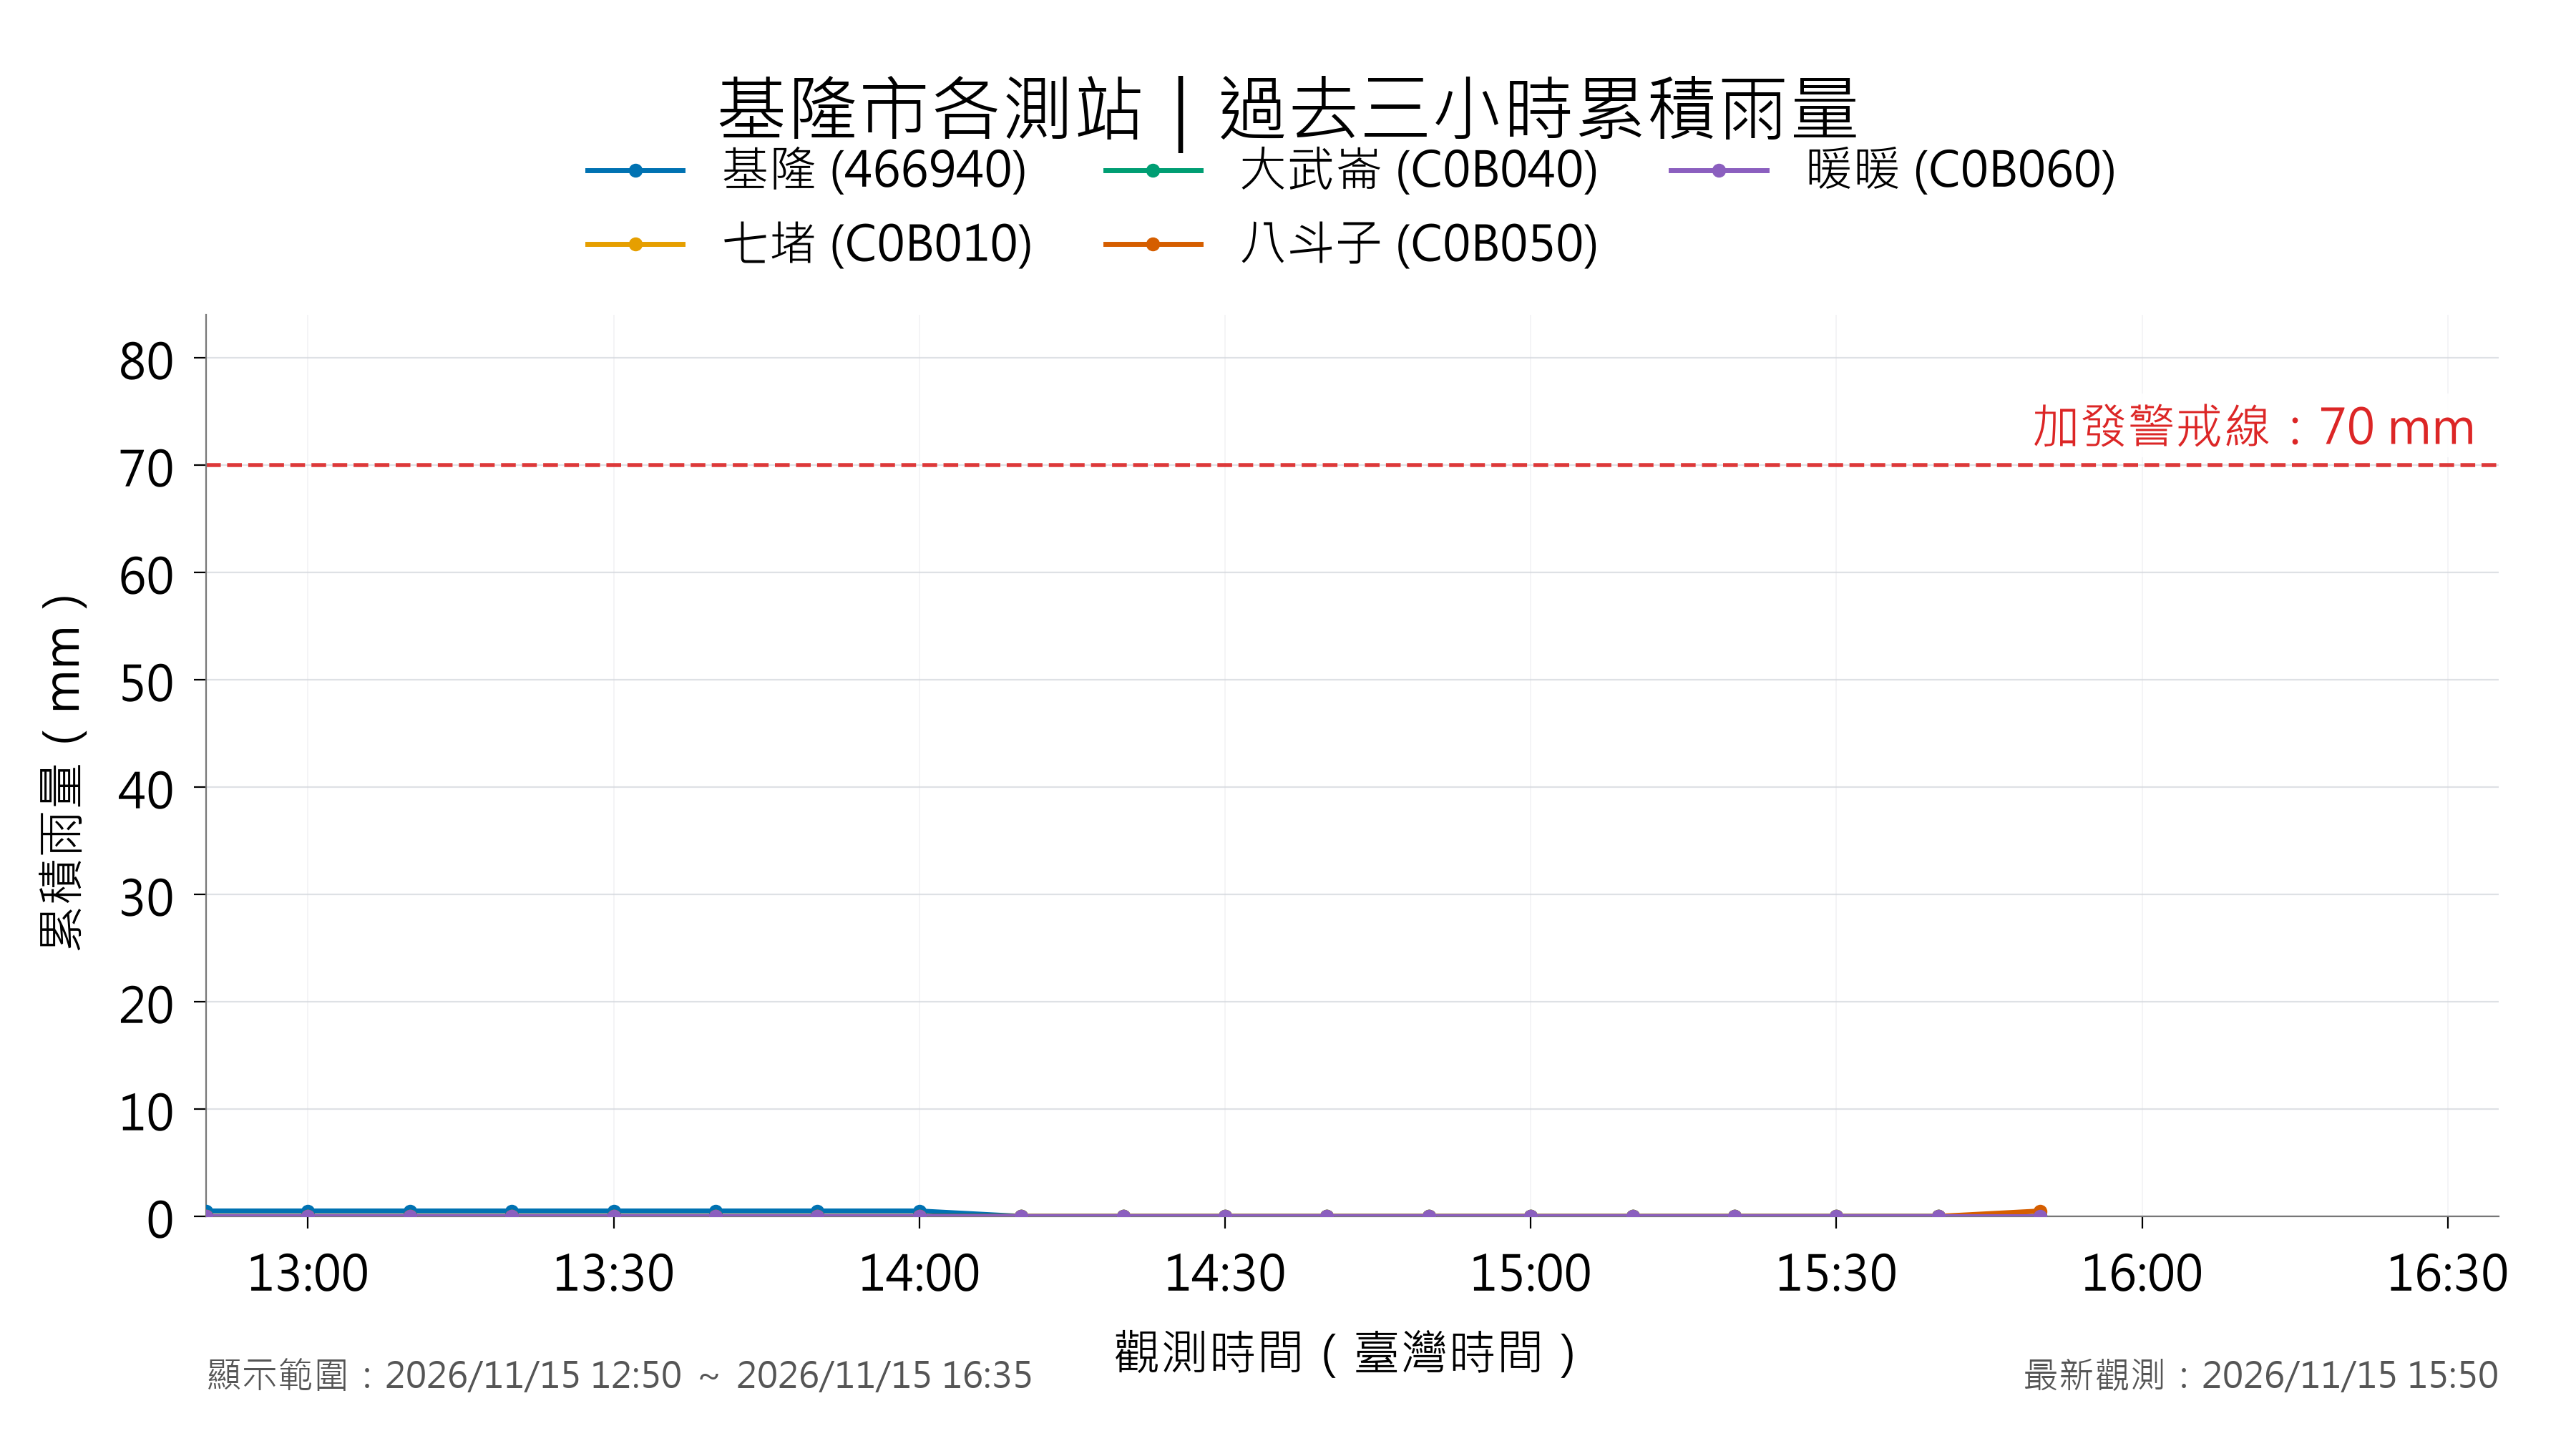 基隆市各測站｜過去三小時累積雨量
基隆 (466940)
大武崙 (C0B040)
暖暖 (C0B060)
七堵 (C0B010)
八斗子 (C0B050)
80
加發警戒線：70 mm
70
60
50
40
30
20
10
0
累積雨量（mm）
13:00 13:30 14:00 14:30 15:00 15:30 16:00 16:30
觀測時間（臺灣時間）
顯示範圍：2026/11/15 12:50 ~ 2026/11/15 16:35
最新觀測：2026/11/15 15:50